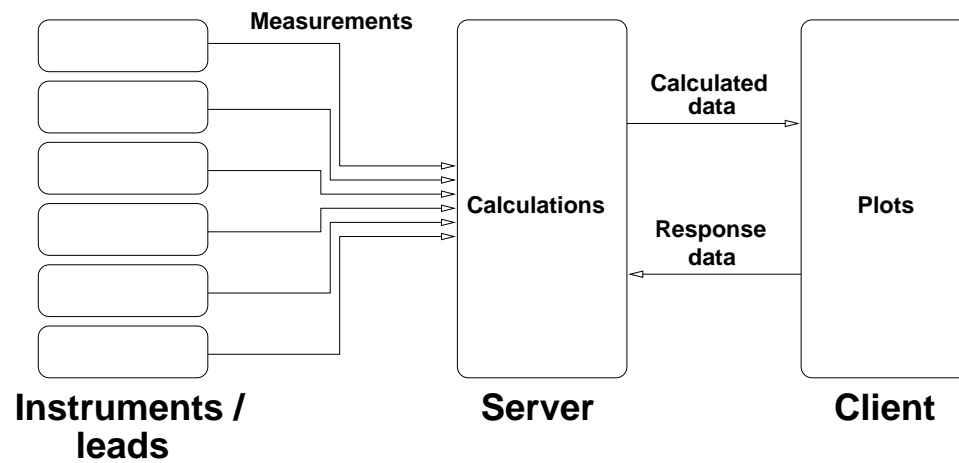 Measurements
Calculated
data
Calculations
Plots
Response
data
Instruments /
leads
Server
Client